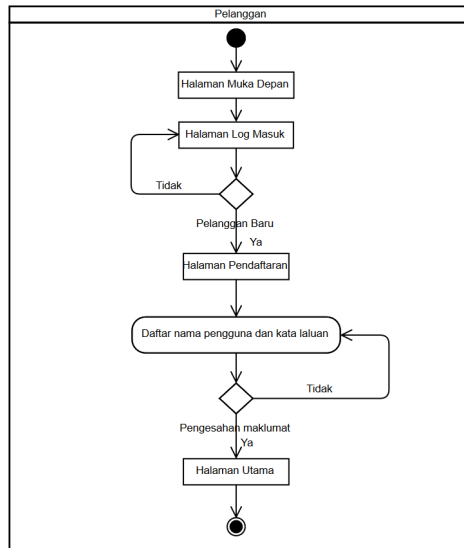 Pelanggan
Halaman Muka Depan
Halaman Log Masuk
Tidak
Pelanggan Baru
Ya
Halaman Pendaftaran
Daftar nama pengguna dan kata laluan
Tidak
Pengesahan maklumat
Ya
Halaman Utama